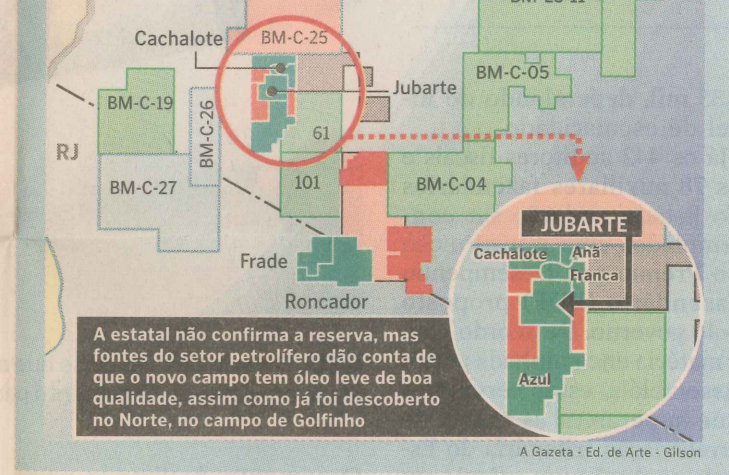 BM-C-25
Cachalote
BM-C-05
Jubarte
BM-C-19
BM-C-26
61
RJ
BM-C-27
101
BM-C-04
JUBARTE
Cachalote
Anã
Franca
Frade
Roncador
Azul
A estatal não confirma a reserva, mas
fontes do setor petrolífero dão conta de
que o novo campo tem óleo leve de boa
qualidade, assim como já foi descoberto
no Norte, no campo de Golfinho
A Gazeta - Ed. de Arte - Gilson